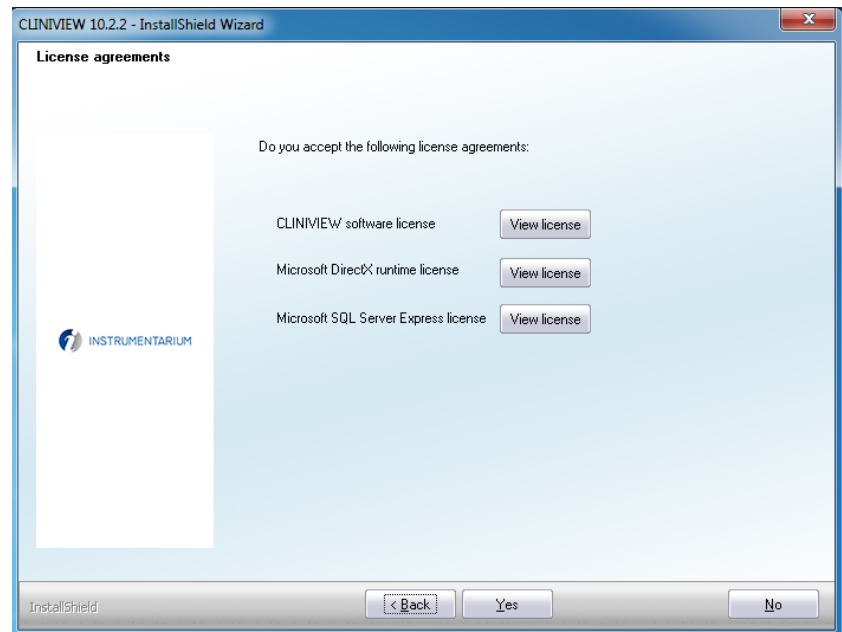 CLINIVIEW 10.2.2 - InstallShield Wizard
License agreements
Do you accept the following license agreements:
CLINIVIEW software license View license
Microsoft DirectX runtime license View license
Microsoft SQL Server Express license View license
INSTRUMENTARIUM
InstallShield
< Back Yes No